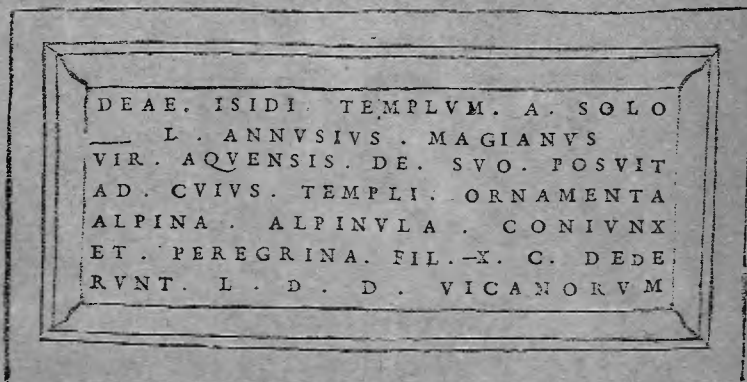 DEAE. ISIDI. TEMPLVM. A. SOLO
L. ANNVSIVS. MAGIANVS
VIR. AQVENSIS. DE. SVO. POSVIT
AD. CVIVS. TEMPLI. ORNAMENTA
ALPINA. ALPINVLA. CONIVNX
ET. PEREGRINA. FIL.-X. C. DEDE
RVNT. L. D. D. VICANORVM